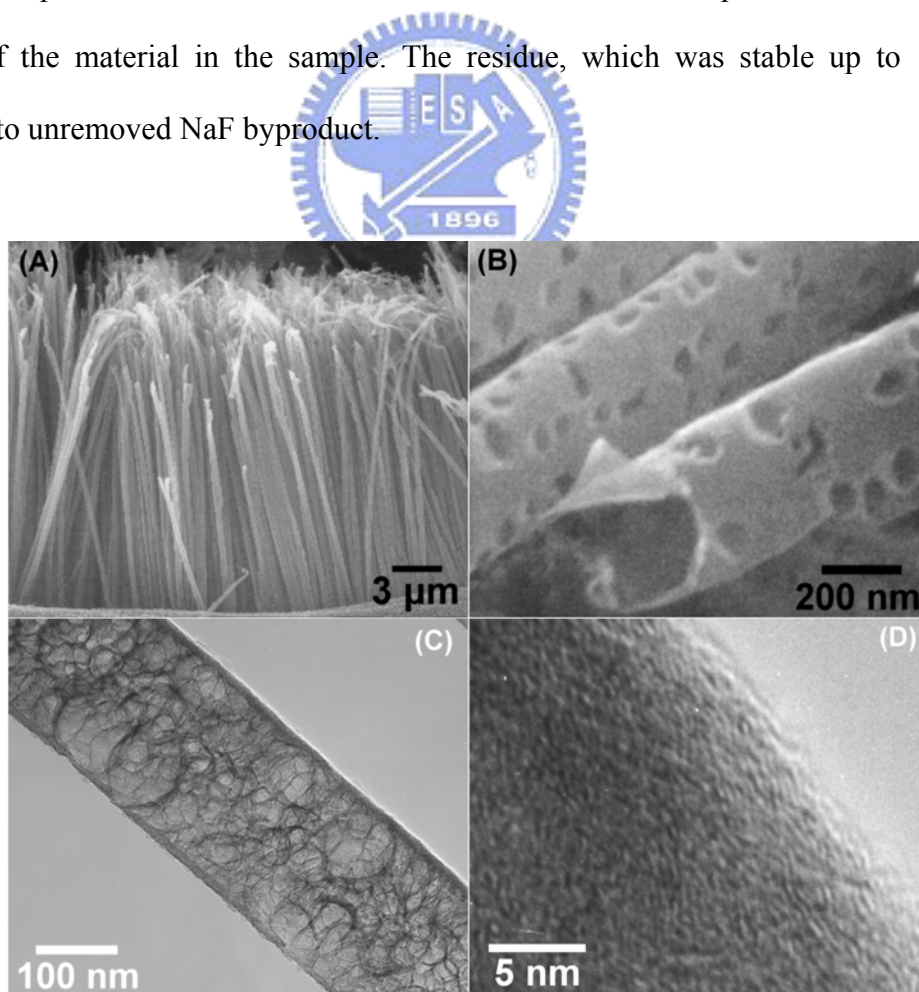 f the material in the sample. The residue, which was stable up to
to unremoved NaF byproduct.
E S A
1896
(A)
(B)
3 μm
200 nm
(C)
(D)
100 nm
5 nm